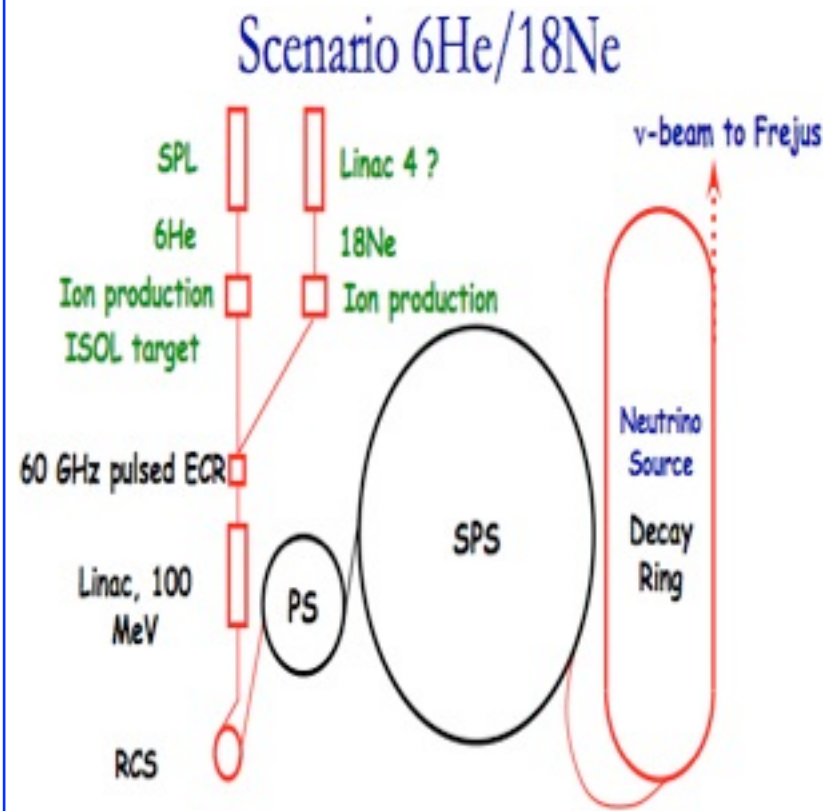 Scenario 6He/18Ne
ν-beam to Frejus
SPL
Linac 4 ?
6He
18Ne
Ion production
Ion production
ISOL target
60 GHz pulsed ECR
Neutrino
Source
Decay
Ring
SPS
Linac, 100
MeV
PS
RCS